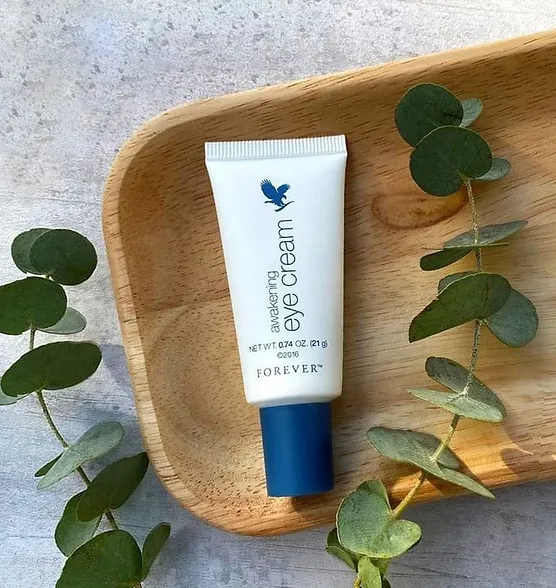 awakening
eye cream
NET WT. 0.74 OZ. (21 g)
©2016
FOREVER™